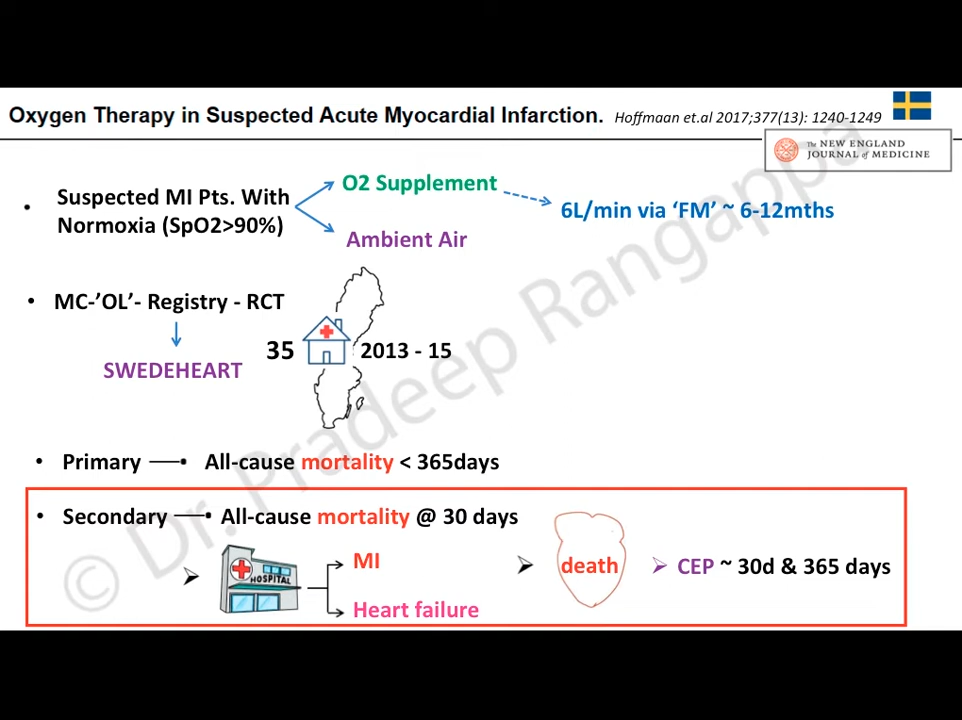 Oxygen Therapy in Suspected Acute Myocardial Infarction. Hoffmaan et.al 2017;377(13): 1240-1249
The NEW ENGLAND
JOURNAL of MEDICINE
• Suspected MI Pts. With
Normoxia (SpO2>90%)
O2 Supplement
6L/min via ‘FM’ ~ 6-12mths
Ambient Air
• MC-’OL’- Registry - RCT
SWEDEHEART
35
2013 - 15
• Primary All-cause mortality < 365days
• Secondary All-cause mortality @ 30 days
HOSPITAL
MI
Heart failure
death
CEP ~ 30d & 365 days
© Dr. Pradeep Rangappa